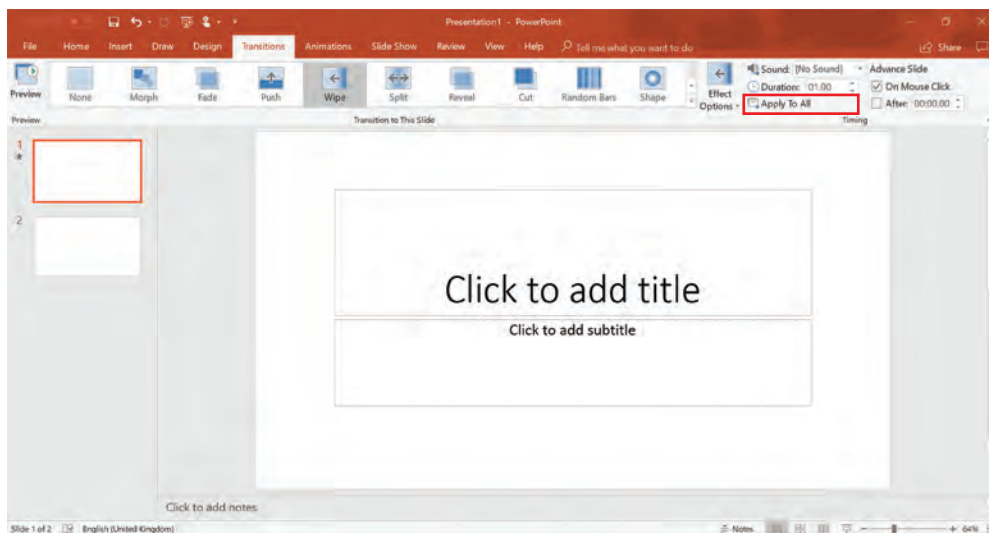 Presentation1 - PowerPoint
File Home Insert Draw Design Transitions Animations Slide Show Review View Help Tell me what you want to do Share
Preview None Morph Fade Push Wipe Split Reveal Cut Random Bars Shape Effect Options
Sound: [No Sound]
Duration: 01.00
Apply To All
Advance Slide
On Mouse Click
After: 00:00.00
Preview Transition to This Slide Timing
1
2
Click to add title
Click to add subtitle
Click to add notes
Slide 1 of 2 English (United Kingdom) Notes 64%